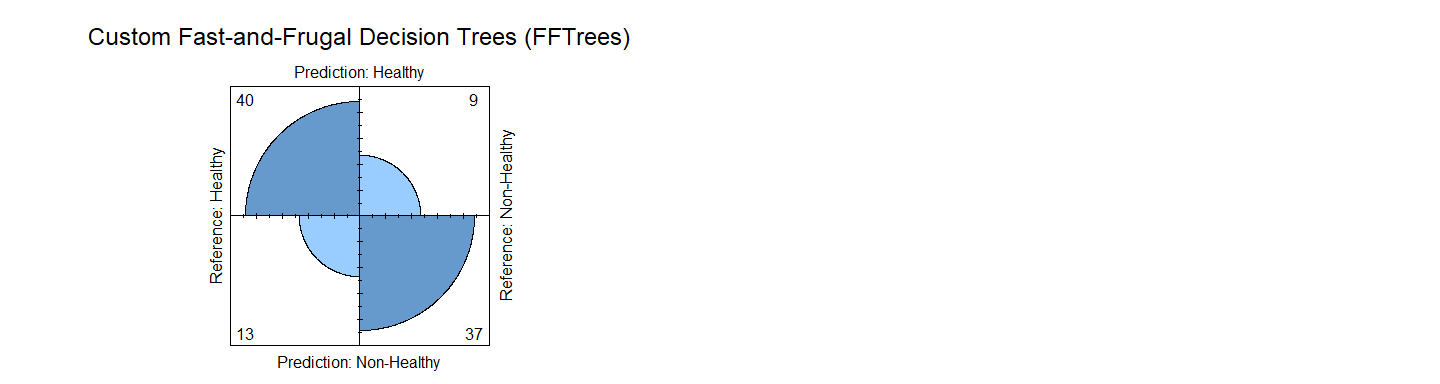 Custom Fast-and-Frugal Decision Trees (FFTrees)
Prediction: Healthy
40
9
Reference: Healthy
Reference: Non-Healthy
13
37
Prediction: Non-Healthy